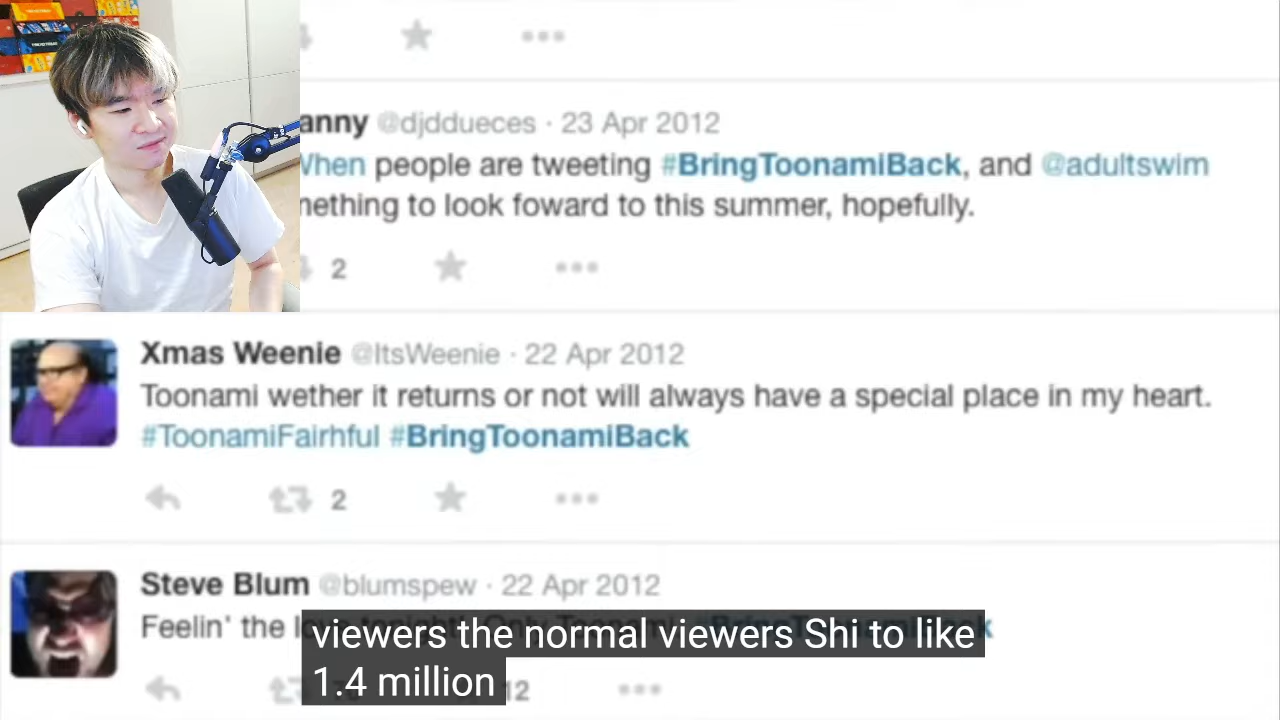 anny @djddueces · 23 Apr 2012
When people are tweeting #BringToonamiBack, and @adultswim
nething to look foward to this summer, hopefully.
2
Xmas Weenie @ItsWeenie · 22 Apr 2012
Toonami wether it returns or not will always have a special place in my heart.
#ToonamiFairhful #BringToonamiBack
2
Steve Blum @blumspew · 22 Apr 2012
Feelin' the
viewers the normal viewers Shi to like
1.4 million
12